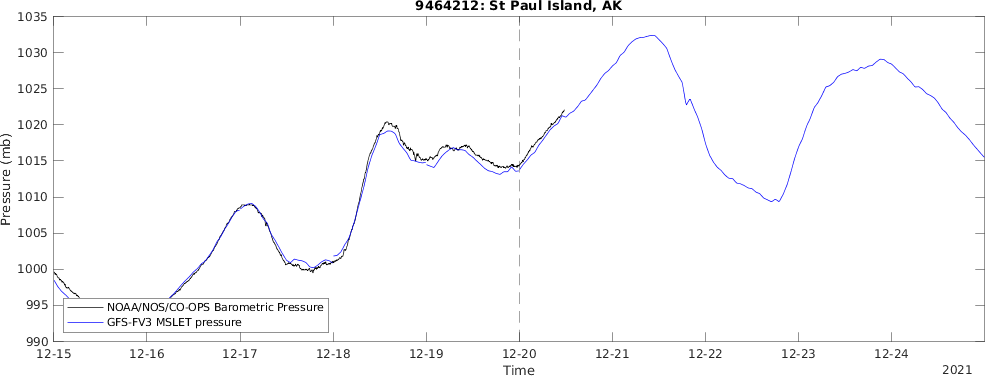 9464212: St Paul Island, AK
1035
1030
1025
1020
1015
1010
1005
1000
995
990
Pressure (mb)
NOAA/NOS/CO-OPS Barometric Pressure
GFS-FV3 MSLET pressure
12-15 12-16 12-17 12-18 12-19 12-20 12-21 12-22 12-23 12-24
Time
2021